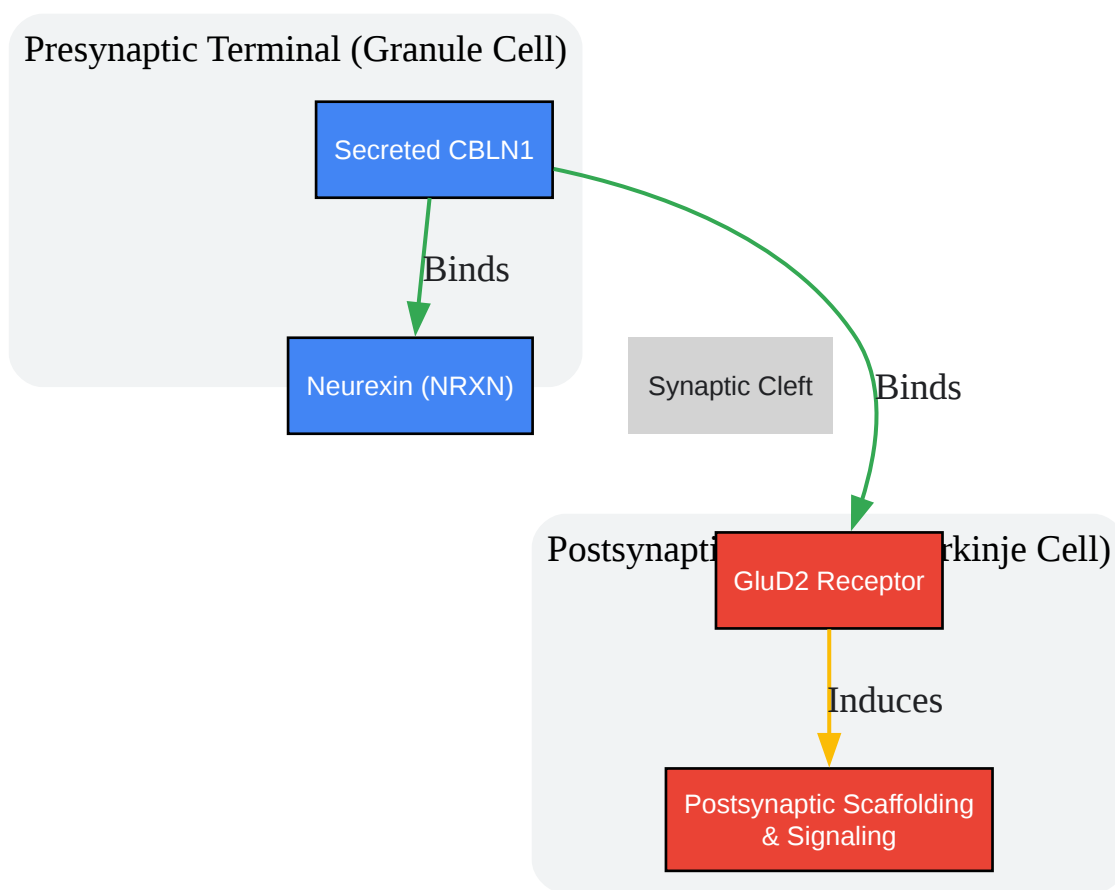 Presynaptic Terminal (Granule Cell)
Secreted CBLN1
Binds
Neurexin (NRXN)
Synaptic Cleft
Binds
Postsynapti rkinje Cell)
GluD2 Receptor
Induces
Postsynaptic Scaffolding
& Signaling